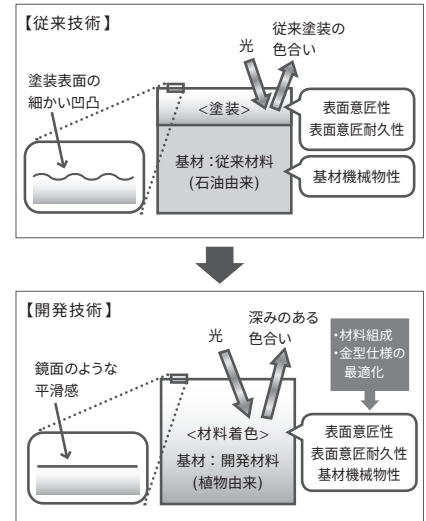 【従来技術】
光
従来塗装の
色合い
塗装表面の
細かい凹凸
<塗装>
表面意匠性
表面意匠耐久性
基材：従来材料
(石油由来)
基材機械物性
【開発技術】
光
深みのある
色合い
・材料組成
・金型仕様の
最適化
鏡面のような
平滑感
<材料着色>
基材：開発材料
(植物由来)
表面意匠性
表面意匠耐久性
基材機械物性